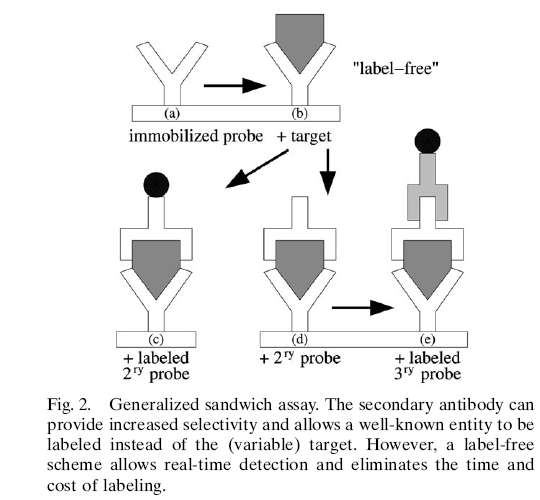 "label-free"
(a)
(b)
immobilized probe + target
(c)
(d)
(e)
+ labeled
2ry probe
+ 2ry probe
+ labeled
3ry probe
Fig. 2. Generalized sandwich assay. The secondary antibody can
provide increased selectivity and allows a well-known entity to be
labeled instead of the (variable) target. However, a label-free
scheme allows real-time detection and eliminates the time and
cost of labeling.